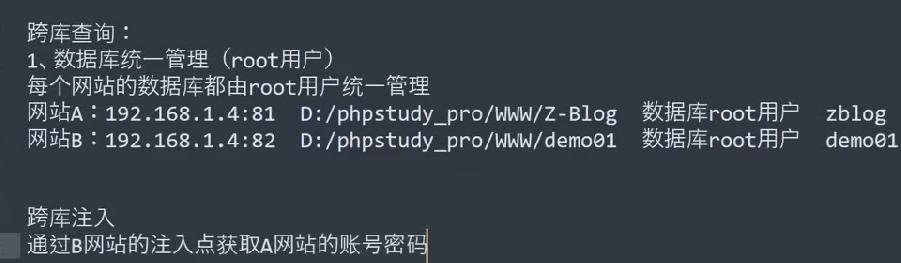 跨库查询：
1、数据库统一管理（root用户）
每个网站的数据库都由root用户统一管理
网站A：192.168.1.4:81  D:/phpstudy_pro/WWW/Z-Blog  数据库root用户  zblog
网站B：192.168.1.4:82  D:/phpstudy_pro/WWW/demo01  数据库root用户  demo01
跨库注入
通过B网站的注入点获取A网站的账号密码